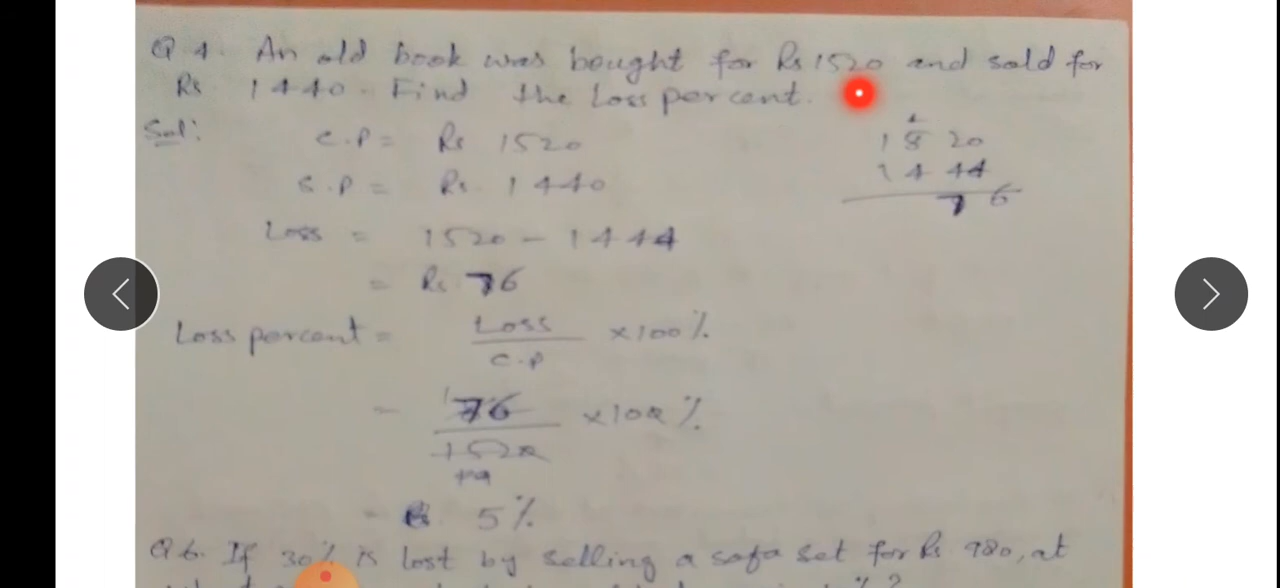 Q.4. An old book was bought for Rs 1520 and sold for
Rs 1440. Find the Loss percent.
Sol:
C.P = Rs 1520
S.P = Rs. 1440
Loss = 1520 - 1444
= Rs. 76
1520
1444
76
Loss percent = Loss ×100%
C.P
= 76 ×100%
1520
= 5%
Q6. If 30% is lost by selling a sofa set for Rs 980, at